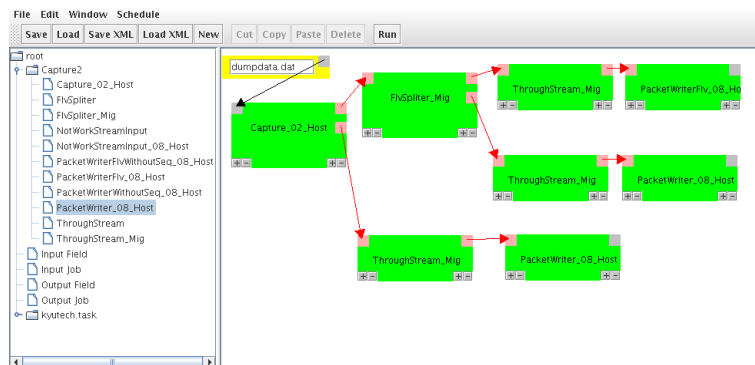 File Edit Window Schedule
Save Load Save XML Load XML New Cut Copy Paste Delete Run
root
Capture2
Capture_02_Host
FlvSpliter
FlvSpliter_Mig
NotWorkStreamInput
NotWorkStreamInput_08_Host
PacketWriterFlvWithoutSeq_08_Host
PacketWriterFlv_08_Host
PacketWriterWithoutSeq_08_Host
PacketWriter_08_Host
ThroughStream
ThroughStream_Mig
Input Field
Input Job
Output Field
Output Job
kyutech.task
dumpdata.dat
Capture_02_Host
FlvSpliter_Mig
ThroughStream_Mig
PacketWriterFlv_08_Ho
ThroughStream_Mig
PacketWriter_08_Host
ThroughStream_Mig
PacketWriter_08_Host